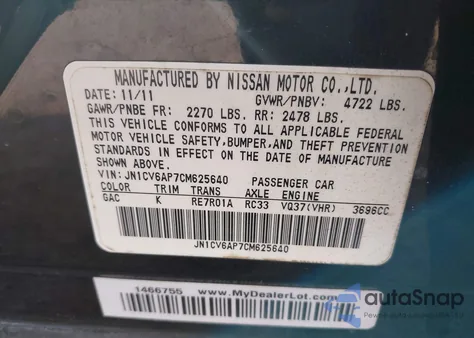 MANUFACTURED BY NISSAN MOTOR CO.,LTD.
DATE: 11/11 GVWR/PNBV: 4722 LBS.
GAWR/PNBE FR: 2270 LBS. RR: 2478 LBS.
THIS VEHICLE CONFORMS TO ALL APPLICABLE FEDERAL
MOTOR VEHICLE SAFETY,BUMPER,AND THEFT PREVENTION
STANDARDS IN EFFECT ON THE DATE OF MANUFACTURE
SHOWN ABOVE.
VIN: JN1CV6AP7CM625640 PASSENGER CAR
COLOR TRIM TRANS AXLE ENGINE
GAC K RE7R01A RC33 VQ37(VHR) 3696CC
JN1CV6AP7CM625640
1466755 www.MyDealerLot.com
autoSnap